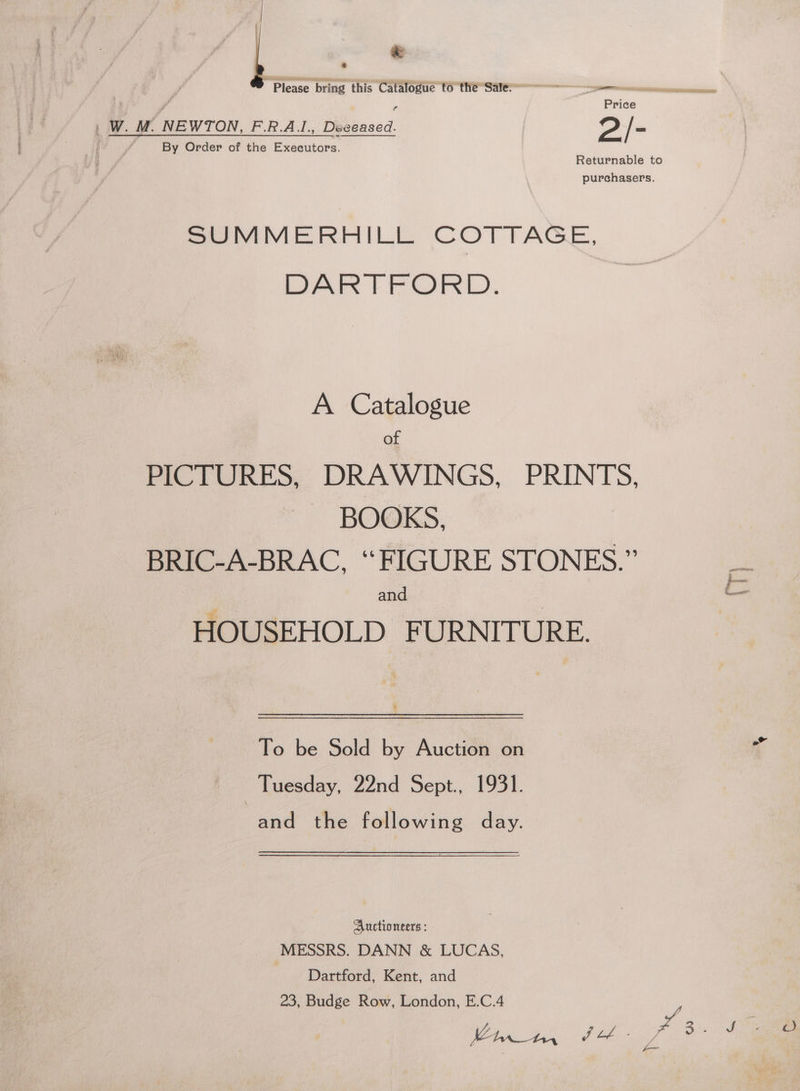 Please bring this Catalogue to the Sale.
Price
W. M. NEWTON, F.R.A.I., Deceased.
2/-
By Order of the Executors.
Returnable to
purchasers.
SUMMERHILL COTTAGE,
DARTFORD.
A Catalogue
of
PICTURES, DRAWINGS, PRINTS,
BOOKS,
BRIC-A-BRAC, “FIGURE STONES.”
and
HOUSEHOLD FURNITURE.
To be Sold by Auction on
Tuesday, 22nd Sept., 1931.
and the following day.
Auctioneers:
MESSRS. DANN & LUCAS,
Dartford, Kent, and
23, Budge Row, London, E.C.4